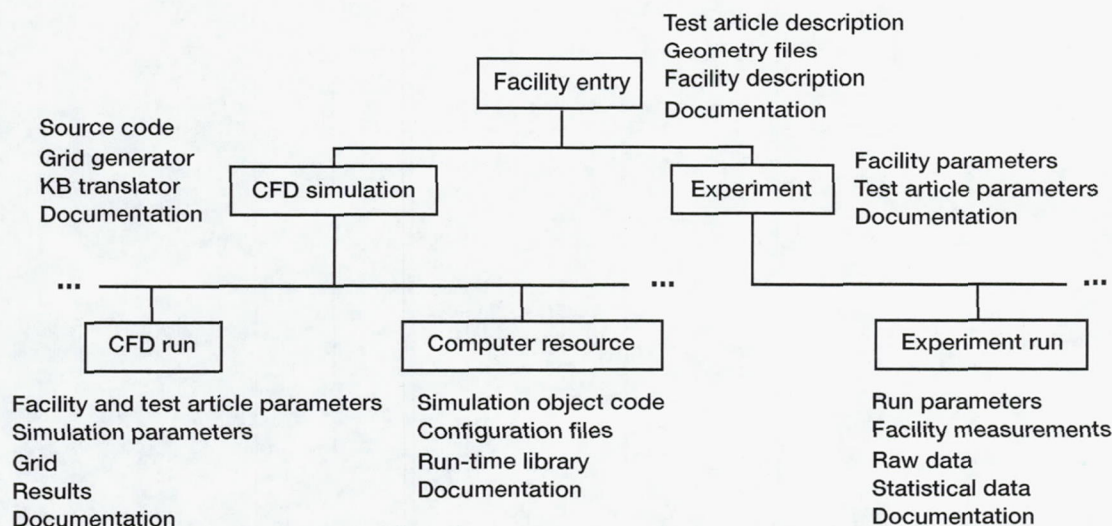 Test article description
Geometry files
Facility description
Documentation
Facility entry
Source code
Grid generator
KB translator
Documentation
CFD simulation
Experiment
Facility parameters
Test article parameters
Documentation
...
...
...
CFD run
Computer resource
Experiment run
Facility and test article parameters
Simulation parameters
Grid
Results
Documentation
Simulation object code
Configuration files
Run-time library
Documentation
Run parameters
Facility measurements
Raw data
Statistical data
Documentation